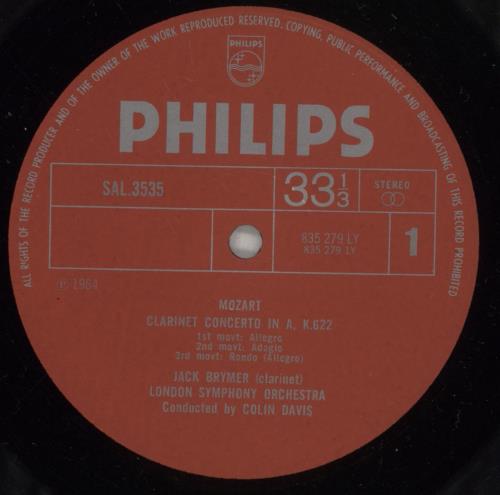 ALL RIGHTS OF THE RECORD PRODUCER AND OF THE OWNER OF THE WORK REPRODUCED RESERVED. COPYING, PUBLIC PERFORMANCE AND BROADCASTING OF THIS RECORD PROHIBITED
PHILIPS
PHILIPS
SAL.3535
33 1/3
STEREO
835 279 LY
835 279 LY
1
℗ 1964
MOZART
CLARINET CONCERTO IN A, K.622
1st movt: Allegro
2nd movt: Adagio
3rd movt: Rondo (Allegro)
JACK BRYMER (clarinet)
LONDON SYMPHONY ORCHESTRA
Conducted by COLIN DAVIS